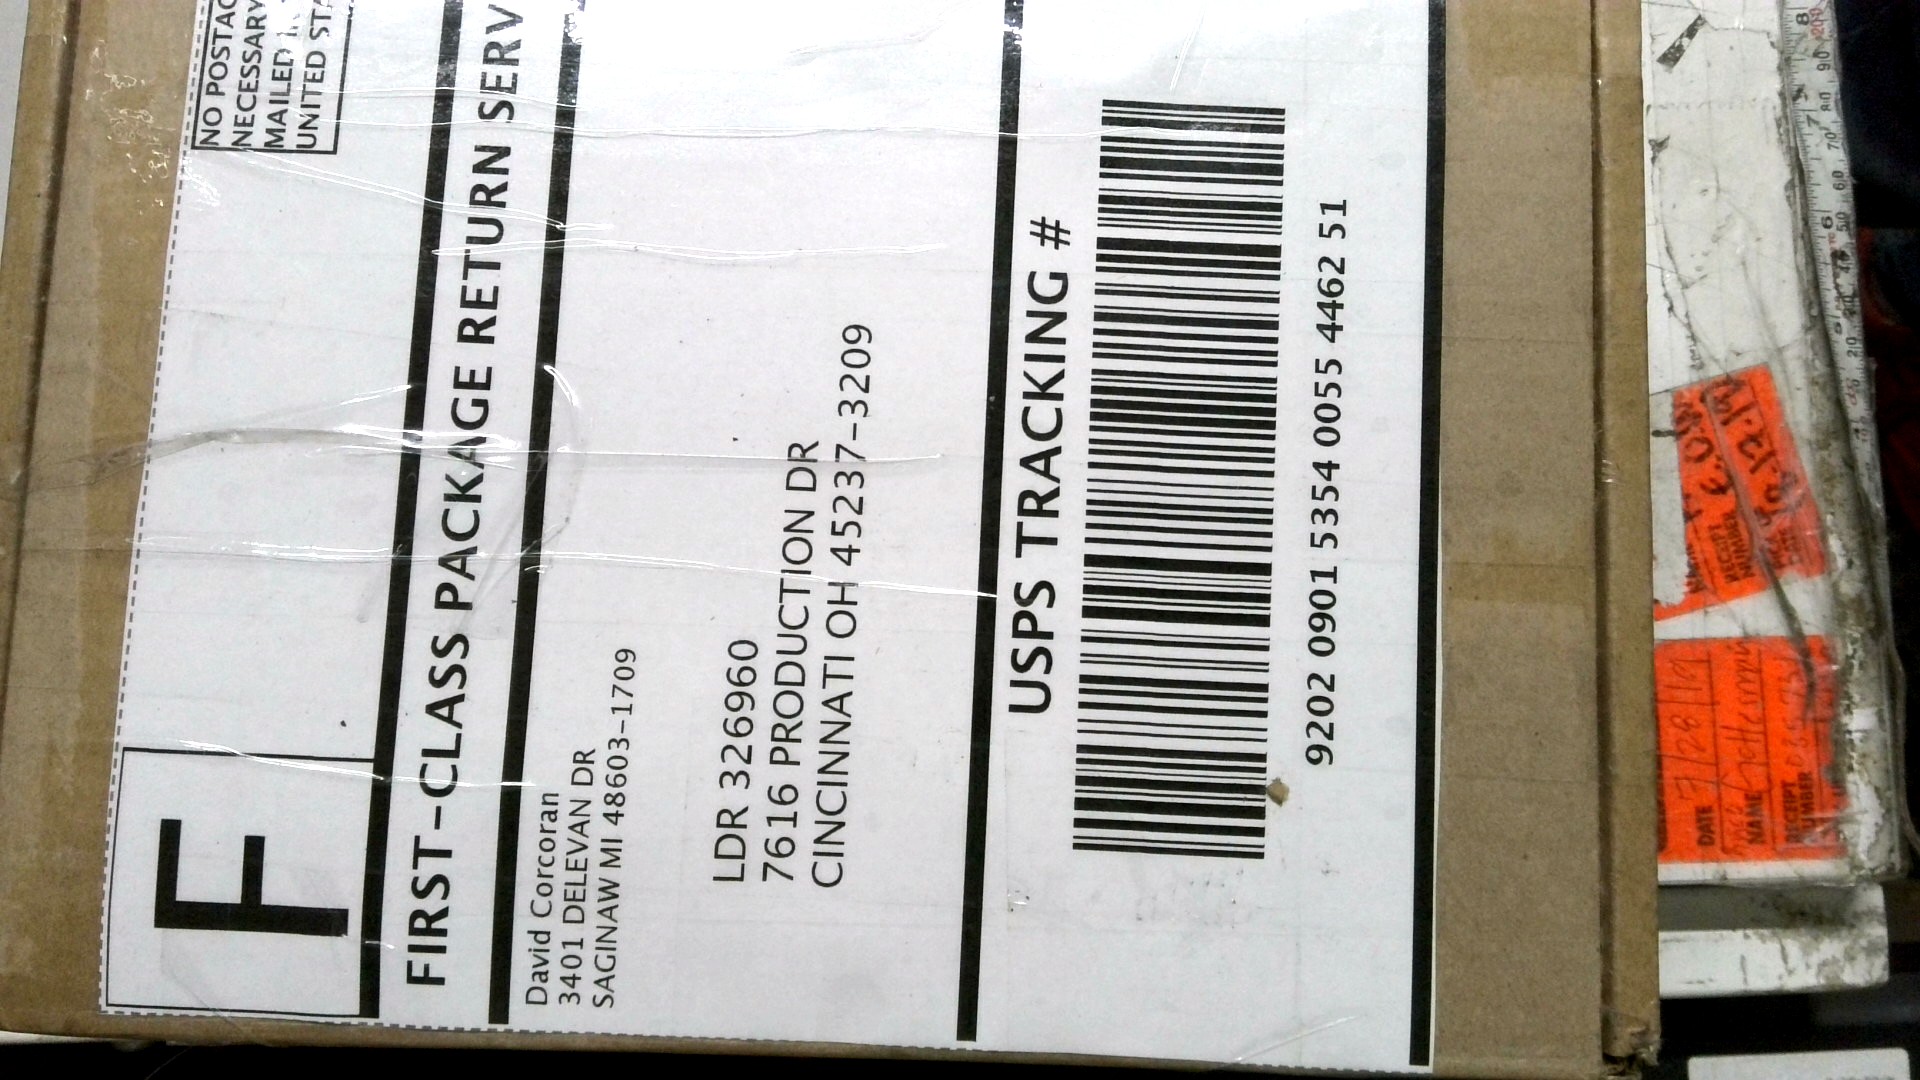 F
NO POSTAG
NECESSARY
MAILED
UNITED STA
FIRST-CLASS PACKAGE RETURN SERV
David Corcoran
3401 DELEVAN DR
SAGINAW MI 48603-1709
LDR 326960
7616 PRODUCTION DR
CINCINNATI OH 45237-3209
USPS TRACKING #
9202 0901 5354 0055 4462 51
DATE
NAME
RECEIPT
NUMBER
RECEIPT
NUMBER